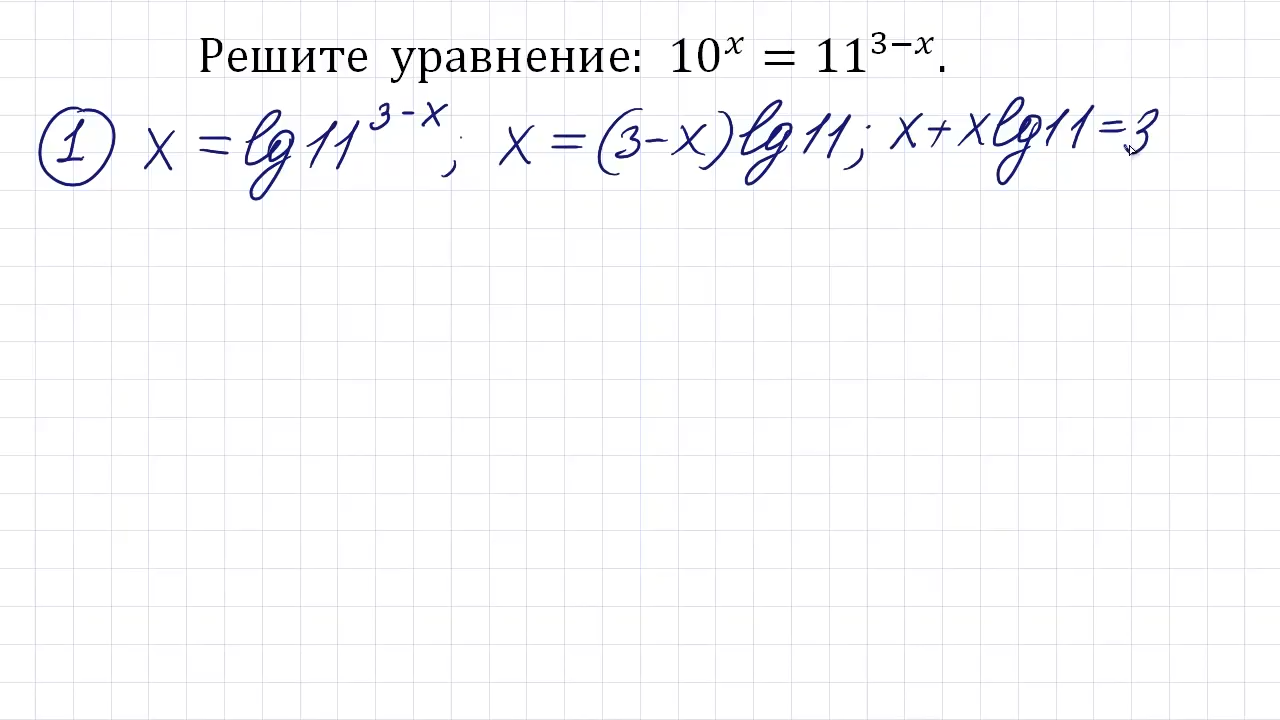 Решите уравнение: 10^x = 11^{3−x}.
① x = lg 11^{3-x}; x = (3-x) lg 11; x + x lg 11 = 3